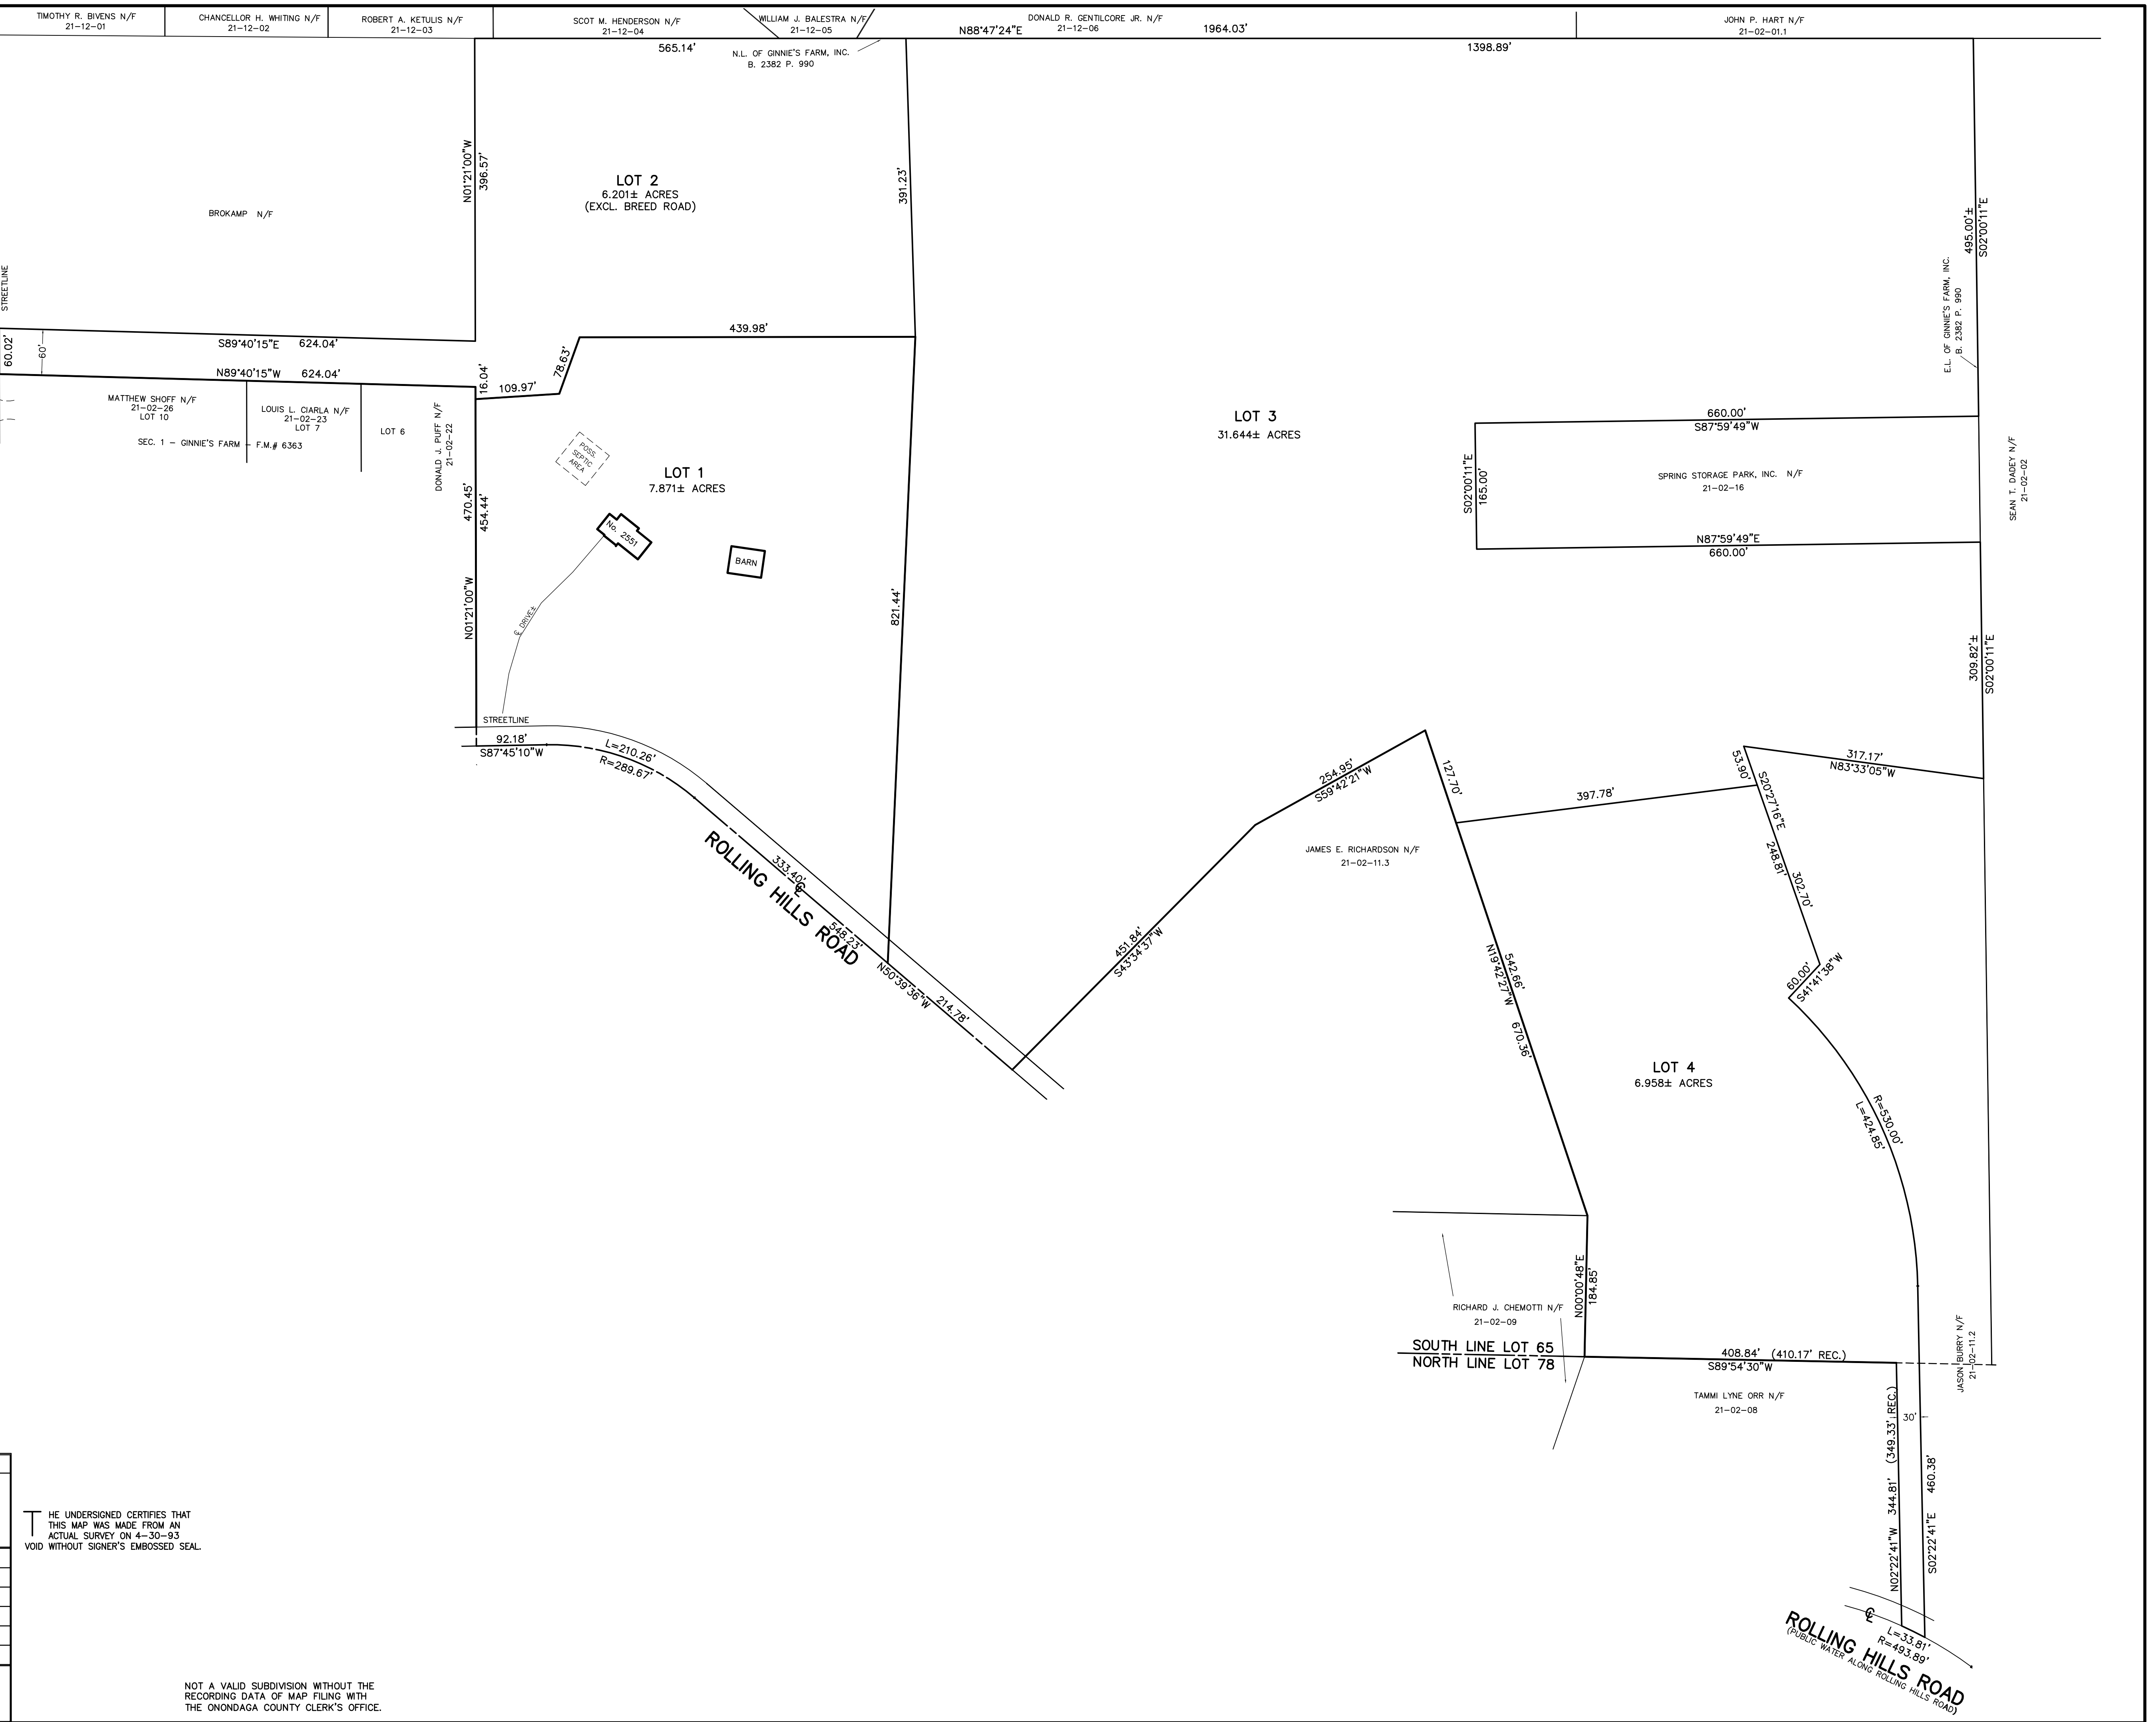 TIMOTHY R. BIVENS N/F
21-12-01
CHANCELLOR H. WHITING N/F
21-12-02
ROBERT A. KETULIS N/F
21-12-03
SCOT M. HENDERSON N/F
21-12-04
WILLIAM J. BALESTRA N/F
21-12-05
DONALD R. GENTILCORE JR. N/F
21-12-06
JOHN P. HART N/F
21-02-01.1
N88°47'24"E
1964.03'
565.14'
1398.89'
N.L. OF GINNIE'S FARM, INC.
B. 2382 P. 990
N01°21'00"W
396.57'
LOT 2
6.201± ACRES
(EXCL. BREED ROAD)
391.23'
BROKAMP N/F
495.00'±
S02°00'11"E
E.L. OF GINNIE'S FARM, INC.
B. 2382 P. 990
STREETLINE
60.02'
60'
S89°40'15"E 624.04'
N89°40'15"W 624.04'
439.98'
78.63'
16.04'
109.97'
MATTHEW SHOFF N/F
21-02-26
LOT 10
LOUIS L. CIARLA N/F
21-02-23
LOT 7
LOT 6
SEC. 1 - GINNIE'S FARM - F.M.# 6363
DONALD J. PUFF N/F
21-02-22
POSS.
SEPTIC
AREA
LOT 1
7.871± ACRES
LOT 3
31.644± ACRES
660.00'
S87°59'49"W
S02°00'11"E
165.00'
SPRING STORAGE PARK, INC. N/F
21-02-16
N87°59'49"E
660.00'
SEAN T. DADEY N/F
21-02-02
470.45'
454.44'
N01°21'00"W
No. 2551
BARN
℄ DRIVE±
821.44'
309.82'±
S02°00'11"E
STREETLINE
92.18'
S87°45'10"W
L=210.26'
R=289.67'
333.40'
℄
ROLLING HILLS ROAD
548.23'
N50°39'36"W
214.78'
254.95'
S59°42'21"W
127.70'
397.78'
JAMES E. RICHARDSON N/F
21-02-11.3
451.84'
S43°34'37"W
53.90'
317.17'
N83°33'05"W
S20°27'16"E
248.81'
302.70'
60.00'
S41°41'38"W
542.66'
N19°42'27"W 670.36'
LOT 4
6.958± ACRES
R=530.00'
L=424.85'
N00°00'48"E
184.85'
RICHARD J. CHEMOTTI N/F
21-02-09
SOUTH LINE LOT 65
NORTH LINE LOT 78
408.84' (410.17' REC.)
S89°54'30"W
TAMMI LYNE ORR N/F
21-02-08
JASON BURRY N/F
21-02-11.2
30'
N02°22'41"W 344.81' (349.33' REC.)
S02°22'41"E 460.38'
℄
L=33.81'
R=493.89'
ROLLING HILLS ROAD
(PUBLIC WATER ALONG ROLLING HILLS ROAD)
THE UNDERSIGNED CERTIFIES THAT
THIS MAP WAS MADE FROM AN
ACTUAL SURVEY ON 4-30-93
VOID WITHOUT SIGNER'S EMBOSSED SEAL.
NOT A VALID SUBDIVISION WITHOUT THE
RECORDING DATA OF MAP FILING WITH
THE ONONDAGA COUNTY CLERK'S OFFICE.